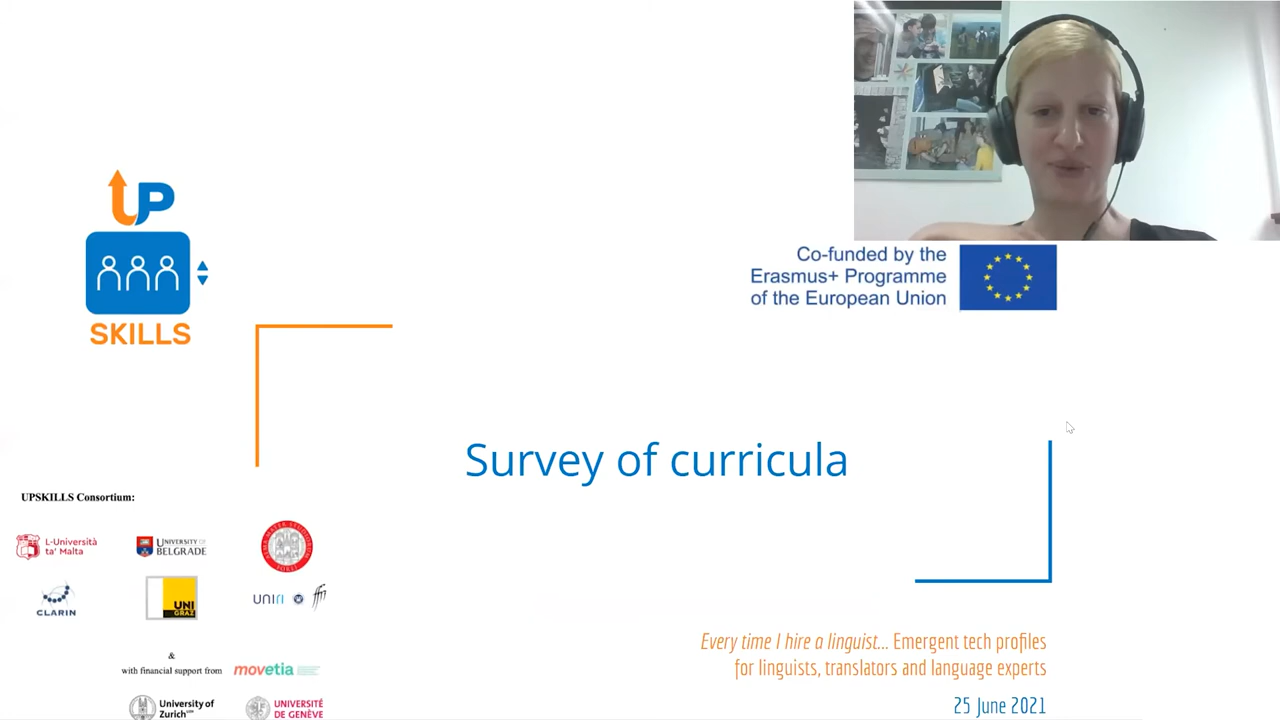 UP
SKILLS
Co-funded by the
Erasmus+ Programme
of the European Union
Survey of curricula
UPSKILLS Consortium:
L-Università
ta' Malta
UNIVERSITY OF
BELGRADE
CLARIN
UNI
GRAZ
UNIRI
&
with financial support from
movetia
University of
Zurich
UNIVERSITÉ
DE GENÈVE
Every time I hire a linguist... Emergent tech profiles
for linguists, translators and language experts
25 June 2021